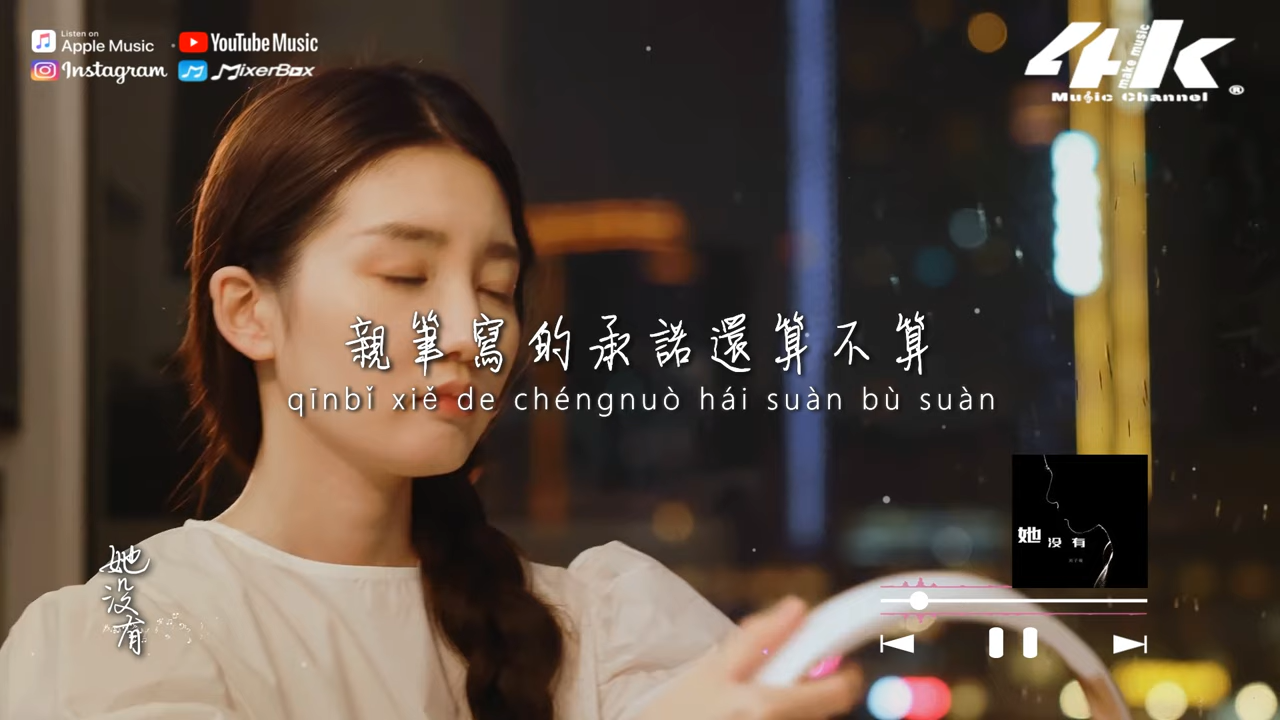 Listen on
Apple Music
YouTube Music
Instagram
MixerBox
4k
make music
Music Channel
®
親筆寫的承諾還算不算
qīnbǐ xiě de chéngnuò hái suàn bù suàn
她没有
她没有